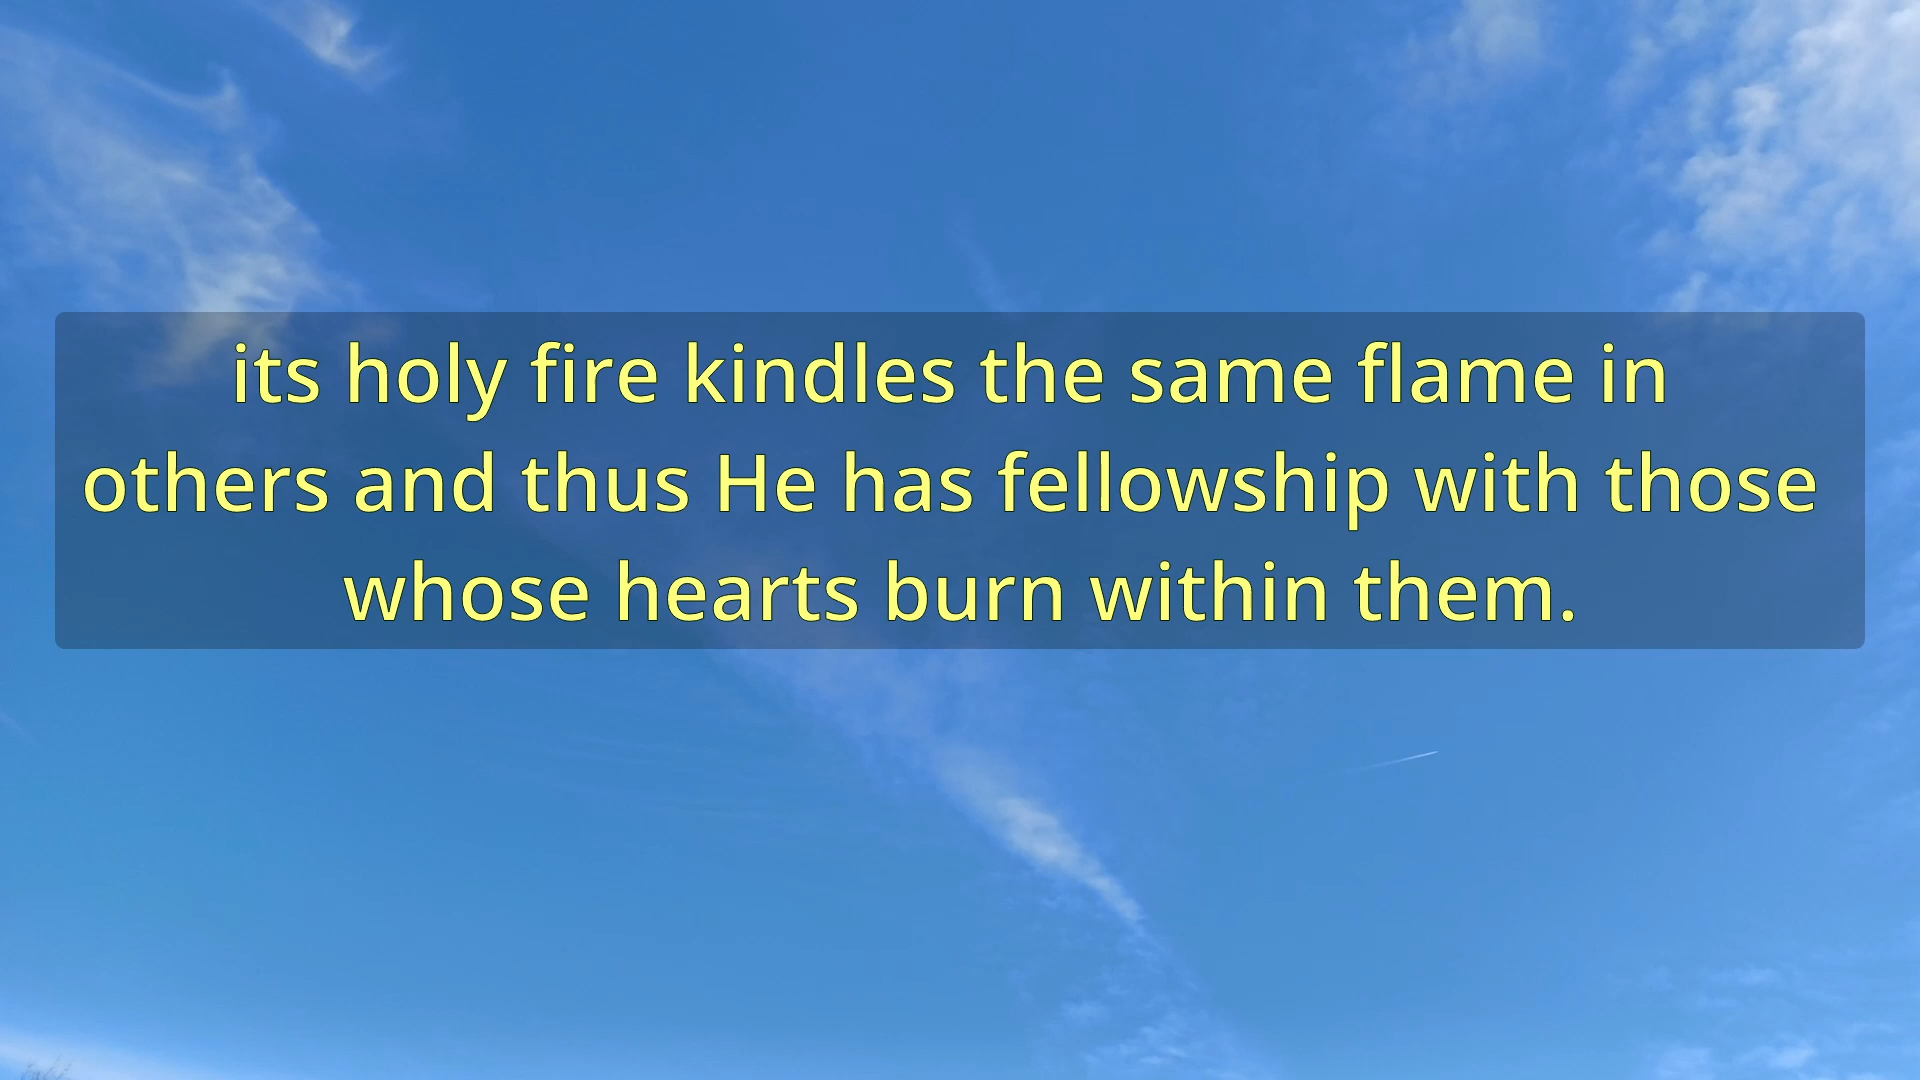 its holy fire kindles the same flame in
others and thus He has fellowship with those
whose hearts burn within them.